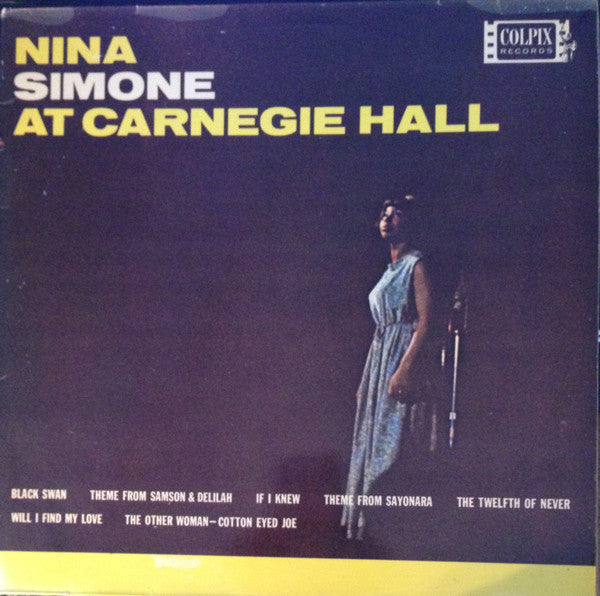 NINA
SIMONE
AT CARNEGIE HALL
COLPIX
RECORDS
BLACK SWAN THEME FROM SAMSON & DELILAH IF I KNEW THEME FROM SAYONARA THE TWELFTH OF NEVER
WILL I FIND MY LOVE THE OTHER WOMAN—COTTON EYED JOE